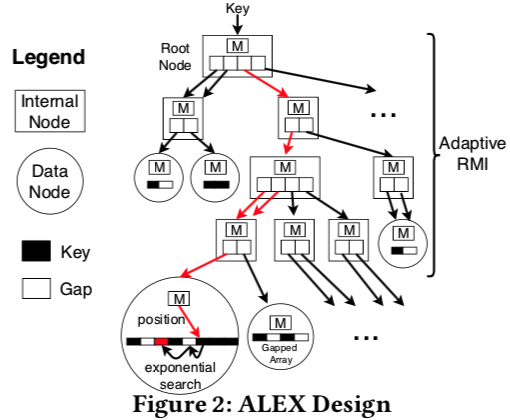 Key
Root
Node
M
Legend
Internal
Node
Data
Node
Key
Gap
M
M
...
M
M
M
M
Adaptive
RMI
M
M
M
M
M
position
exponential
search
M
Gapped
Array
...
Figure 2: ALEX Design